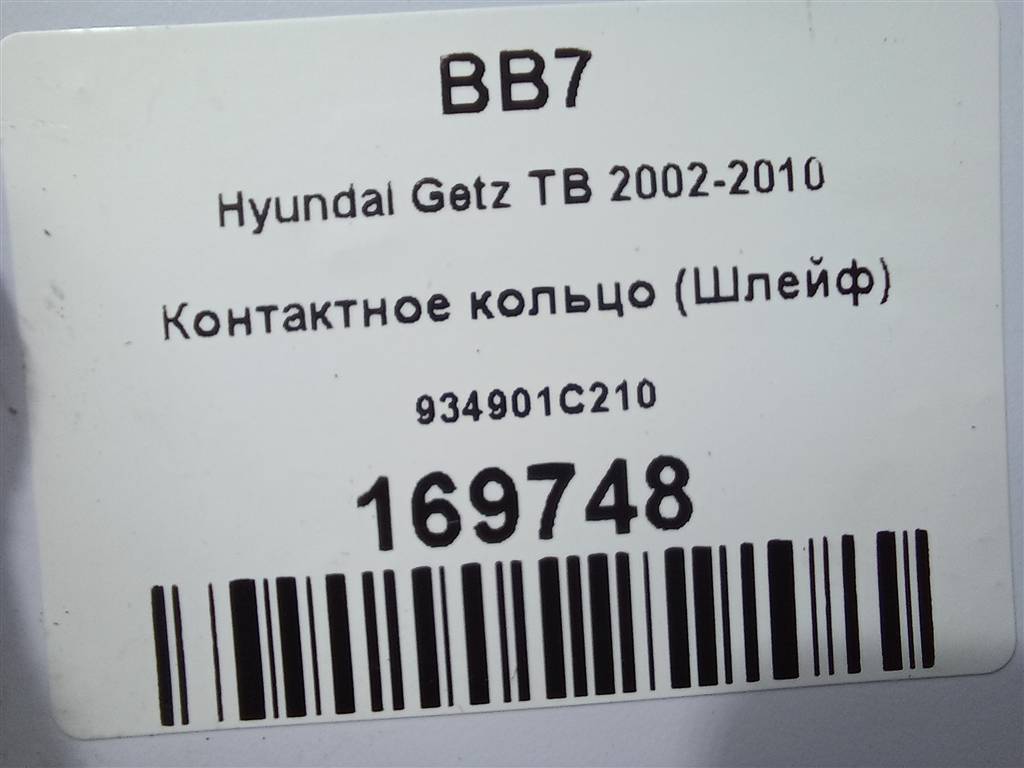 BB7
Hyundai Getz TB 2002-2010
Контактное кольцо (Шлейф)
934901C210
169748